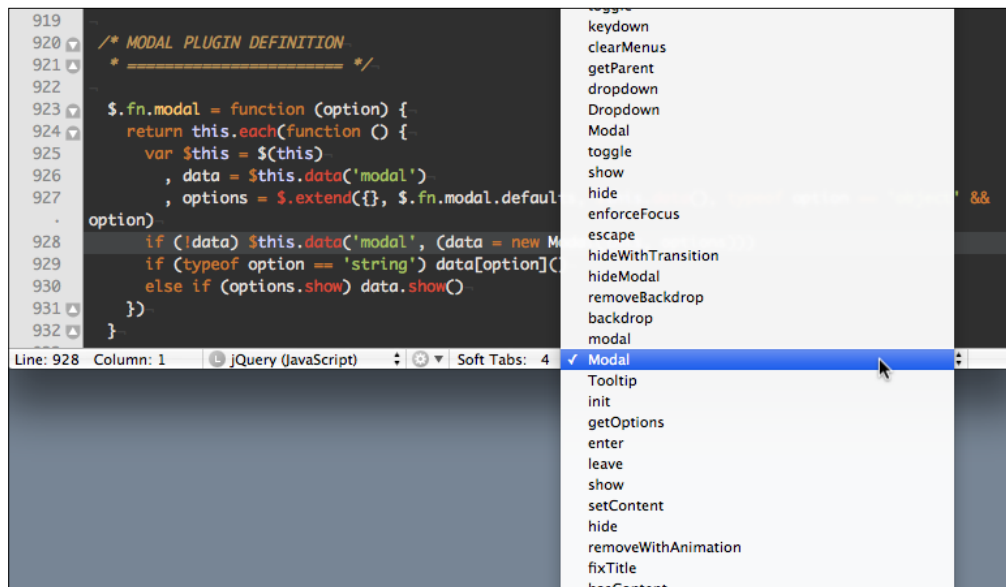 919
920 /* MODAL PLUGIN DEFINITION
921 * ======================= */
922
923 $.fn.modal = function (option) {
924 return this.each(function () {
925 var $this = $(this)
926 , data = $this.data('modal')
927 , options = $.extend({}, $.fn.modal.default && 
option)
928 if (!data) $this.data('modal', (data = new Mo
929 if (typeof option == 'string') data[option](
930 else if (options.show) data.show()
931 })
932 }
Line: 928 Column: 1 L jQuery (JavaScript) Soft Tabs: 4
keydown
clearMenus
getParent
dropdown
Dropdown
Modal
toggle
show
hide
enforceFocus
escape
hideWithTransition
hideModal
removeBackdrop
backdrop
modal
✓ Modal
Tooltip
init
getOptions
enter
leave
show
setContent
hide
removeWithAnimation
fixTitle